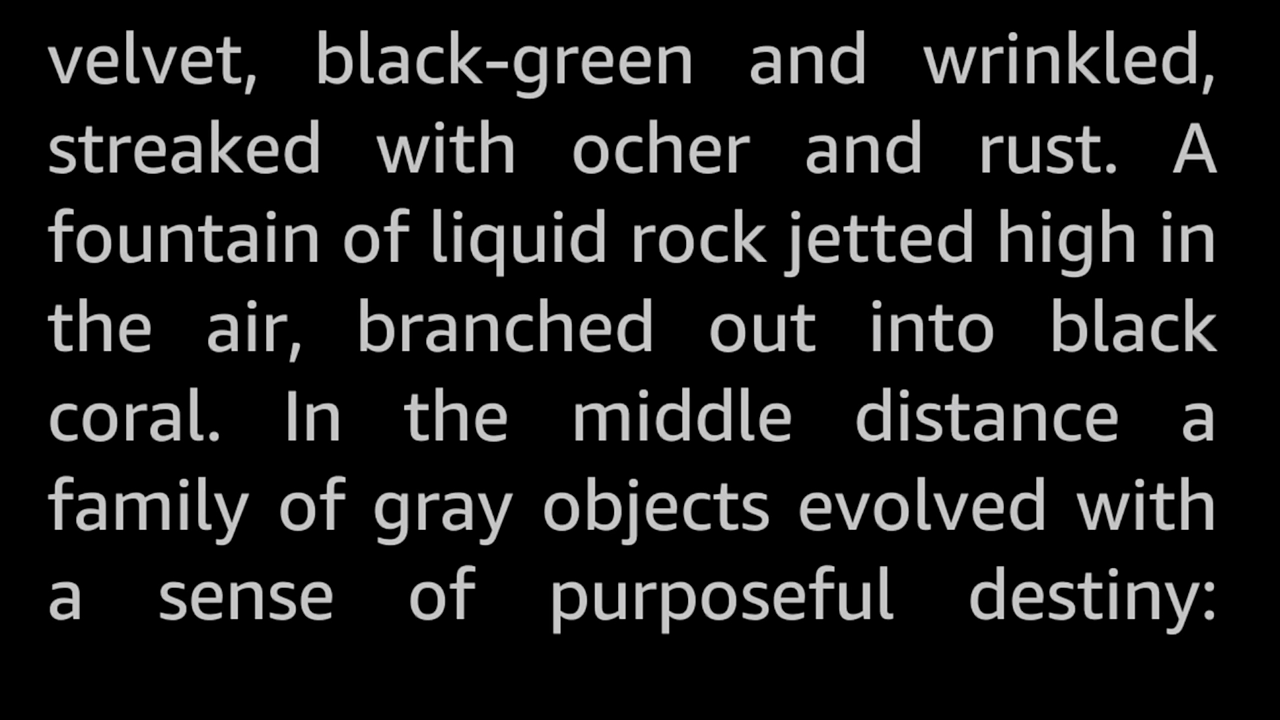 velvet, black-green and wrinkled,
streaked with ocher and rust. A
fountain of liquid rock jetted high in
the air, branched out into black
coral. In the middle distance a
family of gray objects evolved with
a sense of purposeful destiny: